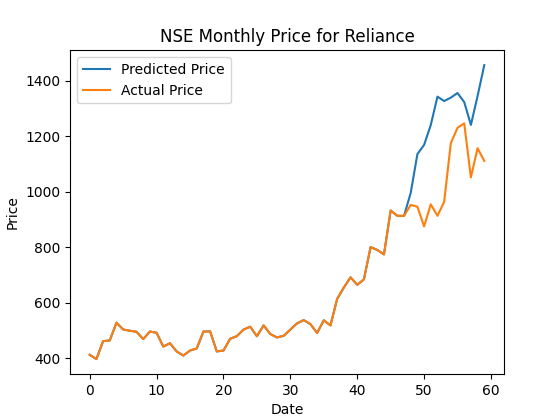 NSE Monthly Price for Reliance
Predicted Price
Actual Price
1400
1200
1000
800
600
400
Price
0 10 20 30 40 50 60
Date